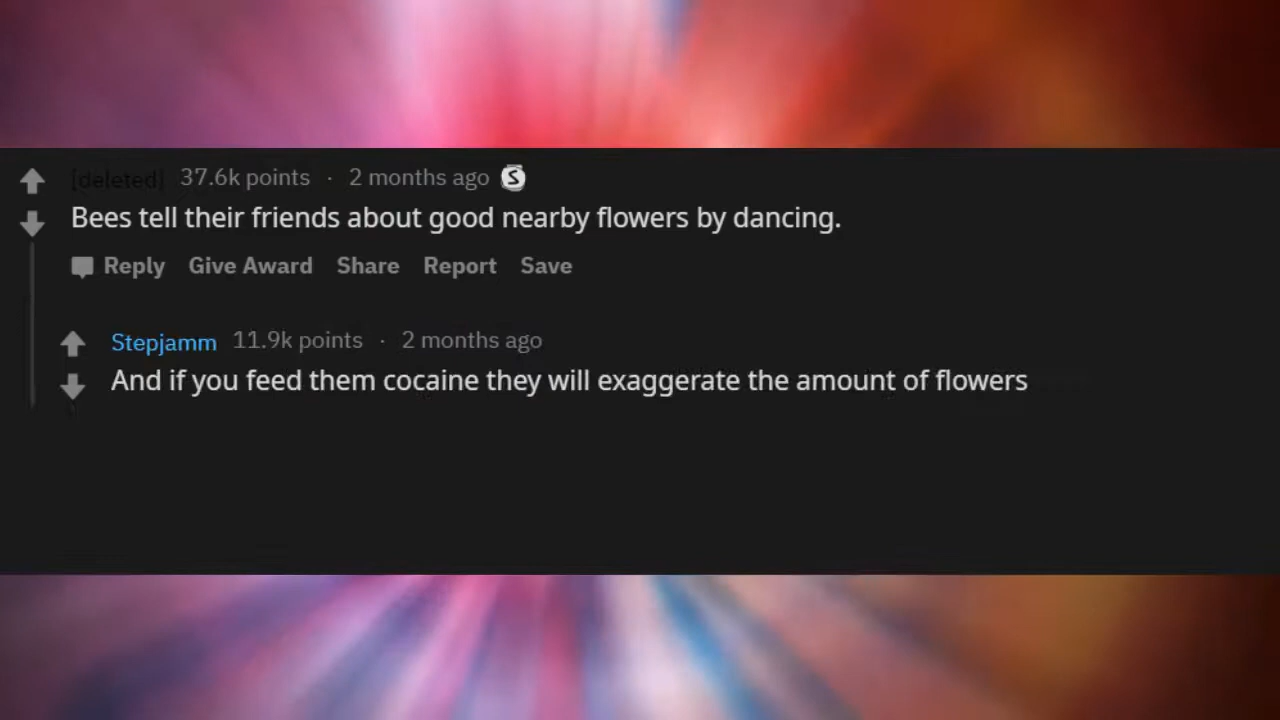 [deleted] 37.6k points · 2 months ago S
Bees tell their friends about good nearby flowers by dancing.
Reply Give Award Share Report Save
Stepjamm 11.9k points · 2 months ago
And if you feed them cocaine they will exaggerate the amount of flowers